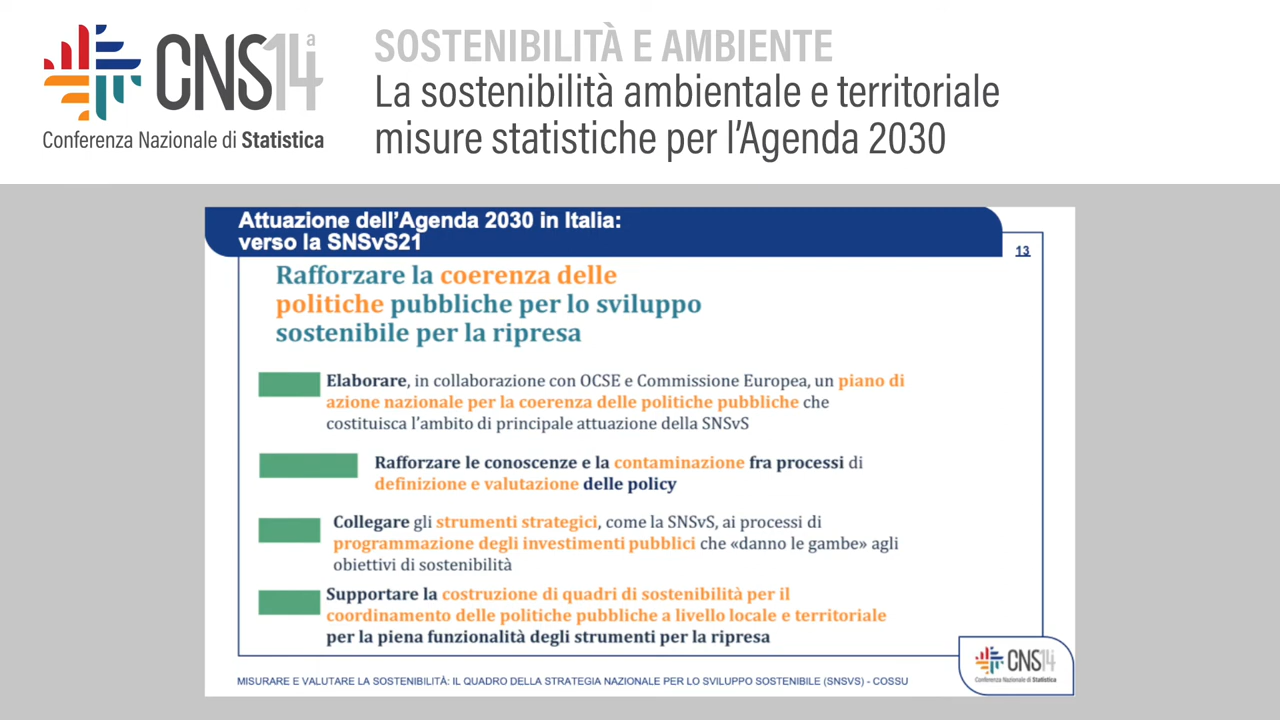 CNS14a
Conferenza Nazionale di Statistica
SOSTENIBILITÀ E AMBIENTE
La sostenibilità ambientale e territoriale
misure statistiche per l'Agenda 2030
Attuazione dell'Agenda 2030 in Italia:
verso la SNSvS21
13
Rafforzare la coerenza delle
politiche pubbliche per lo sviluppo
sostenibile per la ripresa
Elaborare, in collaborazione con OCSE e Commissione Europea, un piano di
azione nazionale per la coerenza delle politiche pubbliche che
costituisca l'ambito di principale attuazione della SNSvS
Rafforzare le conoscenze e la contaminazione fra processi di
definizione e valutazione delle policy
Collegare gli strumenti strategici, come la SNSvS, ai processi di
programmazione degli investimenti pubblici che «danno le gambe» agli
obiettivi di sostenibilità
Supportare la costruzione di quadri di sostenibilità per il
coordinamento delle politiche pubbliche a livello locale e territoriale
per la piena funzionalità degli strumenti per la ripresa
MISURARE E VALUTARE LA SOSTENIBILITÀ: IL QUADRO DELLA STRATEGIA NAZIONALE PER LO SVILUPPO SOSTENIBILE (SNSVS) - COSSU
CNS14
Conferenza Nazionale di Statistica